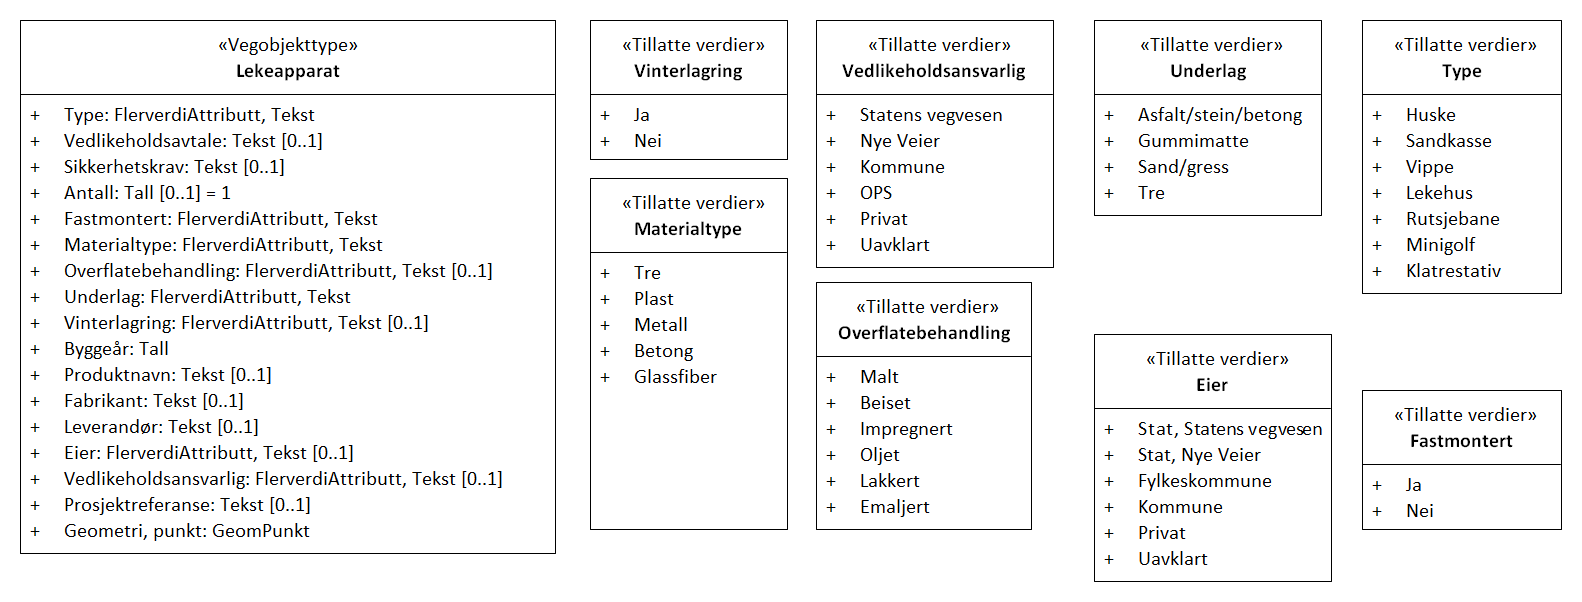 «Vegobjekttype»
Lekeapparat
+ Type: FlerverdiAttributt, Tekst
+ Vedlikeholdsavtale: Tekst [0..1]
+ Sikkerhetskrav: Tekst [0..1]
+ Antall: Tall [0..1] = 1
+ Fastmontert: FlerverdiAttributt, Tekst
+ Materialtype: FlerverdiAttributt, Tekst
+ Overflatebehandling: FlerverdiAttributt, Tekst [0..1]
+ Underlag: FlerverdiAttributt, Tekst
+ Vinterlagring: FlerverdiAttributt, Tekst [0..1]
+ Byggeår: Tall
+ Produktnavn: Tekst [0..1]
+ Fabrikant: Tekst [0..1]
+ Leverandør: Tekst [0..1]
+ Eier: FlerverdiAttributt, Tekst [0..1]
+ Vedlikeholdsansvarlig: FlerverdiAttributt, Tekst [0..1]
+ Prosjektreferanse: Tekst [0..1]
+ Geometri, punkt: GeomPunkt
«Tillatte verdier»
Vinterlagring
+ Ja
+ Nei
«Tillatte verdier»
Materialtype
+ Tre
+ Plast
+ Metall
+ Betong
+ Glassfiber
«Tillatte verdier»
Vedlikeholdsansvarlig
+ Statens vegvesen
+ Nye Veier
+ Kommune
+ OPS
+ Privat
+ Uavklart
«Tillatte verdier»
Overflatebehandling
+ Malt
+ Beiset
+ Impregnert
+ Oljet
+ Lakkert
+ Emaljert
«Tillatte verdier»
Underlag
+ Asfalt/stein/betong
+ Gummimatte
+ Sand/gress
+ Tre
«Tillatte verdier»
Eier
+ Stat, Statens vegvesen
+ Stat, Nye Veier
+ Fylkeskommune
+ Kommune
+ Privat
+ Uavklart
«Tillatte verdier»
Type
+ Huske
+ Sandkasse
+ Vippe
+ Lekehus
+ Rutsjebane
+ Minigolf
+ Klatrestativ
«Tillatte verdier»
Fastmontert
+ Ja
+ Nei